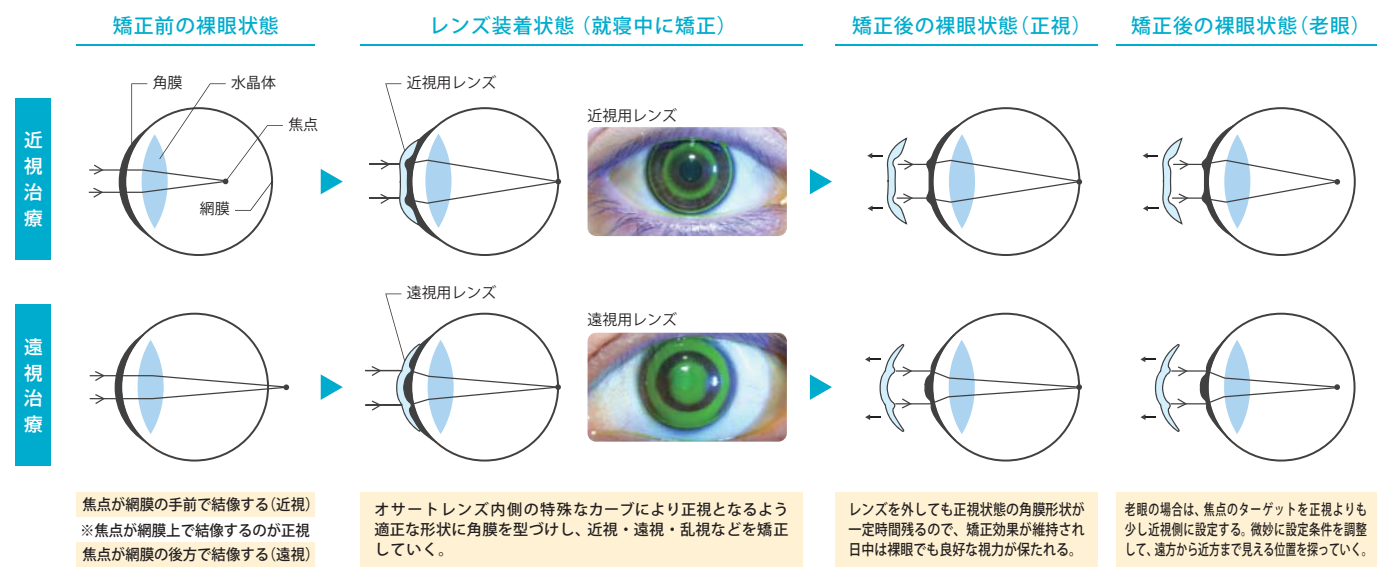 矯正前の裸眼状態
レンズ装着状態（就寝中に矯正）
矯正後の裸眼状態（正視）
矯正後の裸眼状態（老眼）
近視治療
角膜
水晶体
焦点
網膜
近視用レンズ
近視用レンズ
遠視治療
遠視用レンズ
遠視用レンズ
焦点が網膜の手前で結像する（近視）
※焦点が網膜上で結像するのが正視
焦点が網膜の後方で結像する（遠視）
オサートレンズ内側の特殊なカーブにより正視となるよう
適正な形状に角膜を型づけし、近視・遠視・乱視などを矯正
していく。
レンズを外しても正視状態の角膜形状が
一定時間残るので、矯正効果が維持され
日中は裸眼でも良好な視力が保たれる。
老眼の場合は、焦点のターゲットを正視よりも
少し近視側に設定する。微妙に設定条件を調整
して、遠方から近方まで見える位置を探っていく。